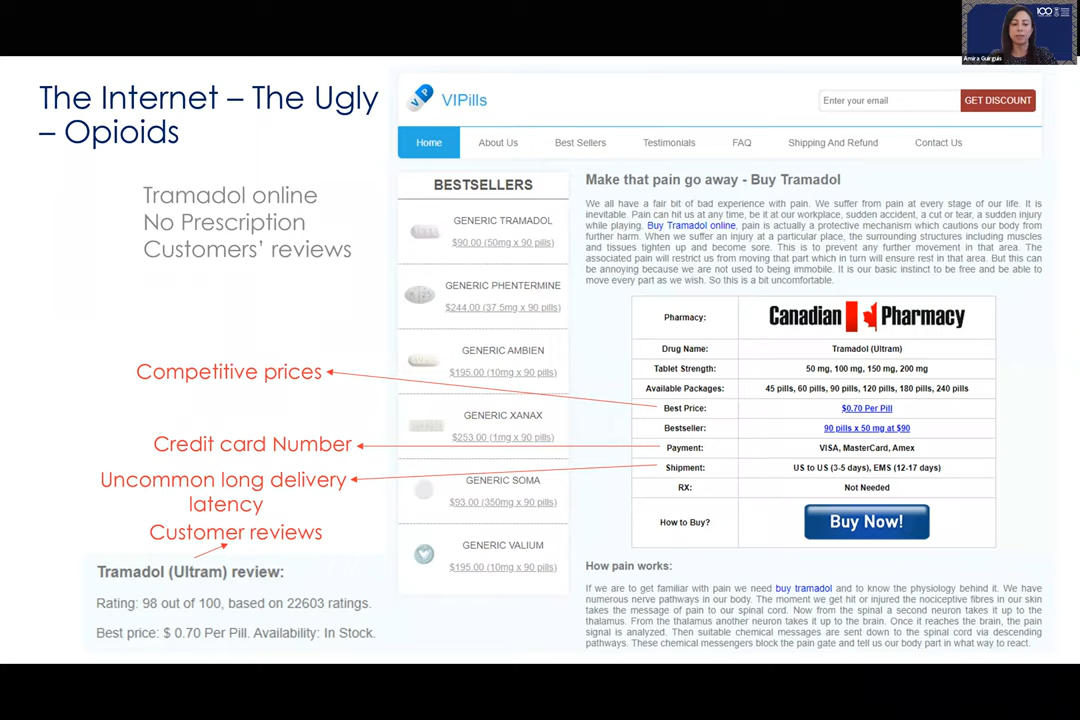 100
Amira Guirguis
The Internet – The Ugly
– Opioids
Tramadol online
No Prescription
Customers’ reviews
Competitive prices
Credit card Number
Uncommon long delivery
latency
Customer reviews
Tramadol (Ultram) review:
Rating: 98 out of 100, based on 22603 ratings.
Best price: $ 0.70 Per Pill. Availability: In Stock.
VIP
VIPills
Enter your email
GET DISCOUNT
Home
About Us
Best Sellers
Testimonials
FAQ
Shipping And Refund
Contact Us
BESTSELLERS
GENERIC TRAMADOL
$90.00 (50mg x 90 pills)
GENERIC PHENTERMINE
$244.00 (37.5mg x 90 pills)
GENERIC AMBIEN
$195.00 (10mg x 90 pills)
GENERIC XANAX
$253.00 (1mg x 90 pills)
GENERIC SOMA
$93.00 (350mg x 90 pills)
GENERIC VALIUM
$195.00 (10mg x 90 pills)
Make that pain go away - Buy Tramadol
We all have a fair bit of bad experience with pain. We suffer from pain at every stage of our life. It is
inevitable. Pain can hit us at any time, be it at our workplace, sudden accident, a cut or tear, a sudden injury
while playing. Buy Tramadol online, pain is actually a protective mechanism which cautions our body from
further harm. When we suffer an injury at a particular place, the surrounding structures including muscles
and tissues tighten up and become sore. This is to prevent any further movement in that area. The
associated pain will restrict us from moving that part which in turn will ensure rest in that area. But this can
be annoying because we are not used to being immobile. It is our basic instinct to be free and be able to
move every part as we wish. So this is a bit uncomfortable.
Pharmacy:
Canadian Pharmacy
Drug Name:
Tramadol (Ultram)
Tablet Strength:
50 mg, 100 mg, 150 mg, 200 mg
Available Packages:
45 pills, 60 pills, 90 pills, 120 pills, 180 pills, 240 pills
Best Price:
$0.70 Per Pill
Bestseller:
90 pills x 50 mg at $90
Payment:
VISA, MasterCard, Amex
Shipment:
US to US (3-5 days), EMS (12-17 days)
RX:
Not Needed
How to Buy?
Buy Now!
How pain works:
If we are to get familiar with pain we need buy tramadol and to know the physiology behind it. We have
numerous nerve pathways in our body. The moment we get hit or injured the nociceptive fibres in our skin
takes the message of pain to our spinal cord. Now from the spinal a second neuron takes it up to the
thalamus. From the thalamus another neuron takes it up to the brain. Once it reaches the brain, the pain
signal is analyzed. Then suitable chemical messages are sent down to the spinal cord via descending
pathways. These chemical messengers block the pain gate and tell us our body part in what way to react.